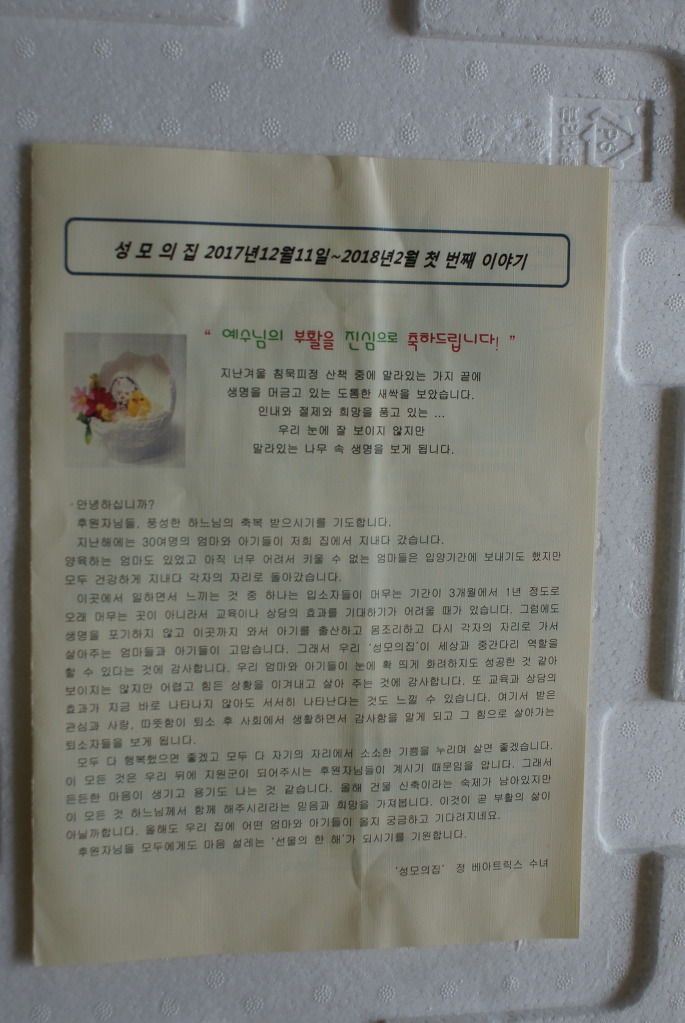 성 모 의 집 2017년12월11일~2018년2월 첫 번째 이야기
“ 예수님의 부활을 진심으로 축하드립니다! ”
지난겨울 침묵피정 산책 중에 말라있는 가지 끝에
생명을 머금고 있는 도톰한 새싹을 보았습니다.
인내와 절제와 희망을 품고 있는 ...
우리 눈에 잘 보이지 않지만
말라있는 나무 속 생명을 보게 됩니다.
·안녕하십니까?
후원자님들, 풍성한 하느님의 축복 받으시기를 기도합니다.
지난해에는 30여명의 엄마와 아기들이 저희 집에서 지내다 갔습니다.
양육하는 엄마도 있었고 아직 너무 어려서 키울 수 없는 엄마들은 입양기간에 보내기도 했지만
모두 건강하게 지내다 각자의 자리로 돌아갔습니다.
이곳에서 일하면서 느끼는 것 중 하나는 입소자들이 머무는 기간이 3개월에서 1년 정도로
오래 머무는 곳이 아니라서 교육이나 상담의 효과를 기대하기가 어려울 때가 있습니다. 그럼에도
생명을 포기하지 않고 이곳까지 와서 아기를 출산하고 몸조리하고 다시 각자의 자리로 가서
살아주는 엄마들과 아기들이 고맙습니다. 그래서 우리 ‘성모의집’이 세상과 중간다리 역할을
할 수 있다는 것에 감사합니다. 우리 엄마와 아기들이 눈에 확 띄게 화려하지도 성공한 것 같아
보이지는 않지만 어렵고 힘든 상황을 이겨내고 살아 주는 것에 감사합니다. 또 교육과 상담의
효과가 지금 바로 나타나지 않아도 서서히 나타난다는 것도 느낄 수 있습니다. 여기서 받은
관심과 사랑, 따뜻함이 퇴소 후 사회에서 생활하면서 감사함을 알게 되고 그 힘으로 살아가는
퇴소자들을 보게 됩니다.
모두 다 행복했으면 좋겠고 모두 다 자기의 자리에서 소소한 기쁨을 누리며 살면 좋겠습니다.
이 모든 것은 우리 뒤에 지원군이 되어주시는 후원자님들이 계시기 때문임을 압니다. 그래서
든든한 마음이 생기고 용기도 나는 것 같습니다. 올해 건물 신축이라는 숙제가 남아있지만
이 모든 것 하느님께서 함께 해주시리라는 믿음과 희망을 가져봅니다. 이것이 곧 부활의 삶이
아닐까합니다. 올해도 우리 집에 어떤 엄마와 아기들이 올지 궁금하고 기다려지네요.
후원자님들 모두에게도 마음 설레는 ‘선물의 한 해’가 되시기를 기원합니다.
‘성모의집’ 정 베아트릭스 수녀